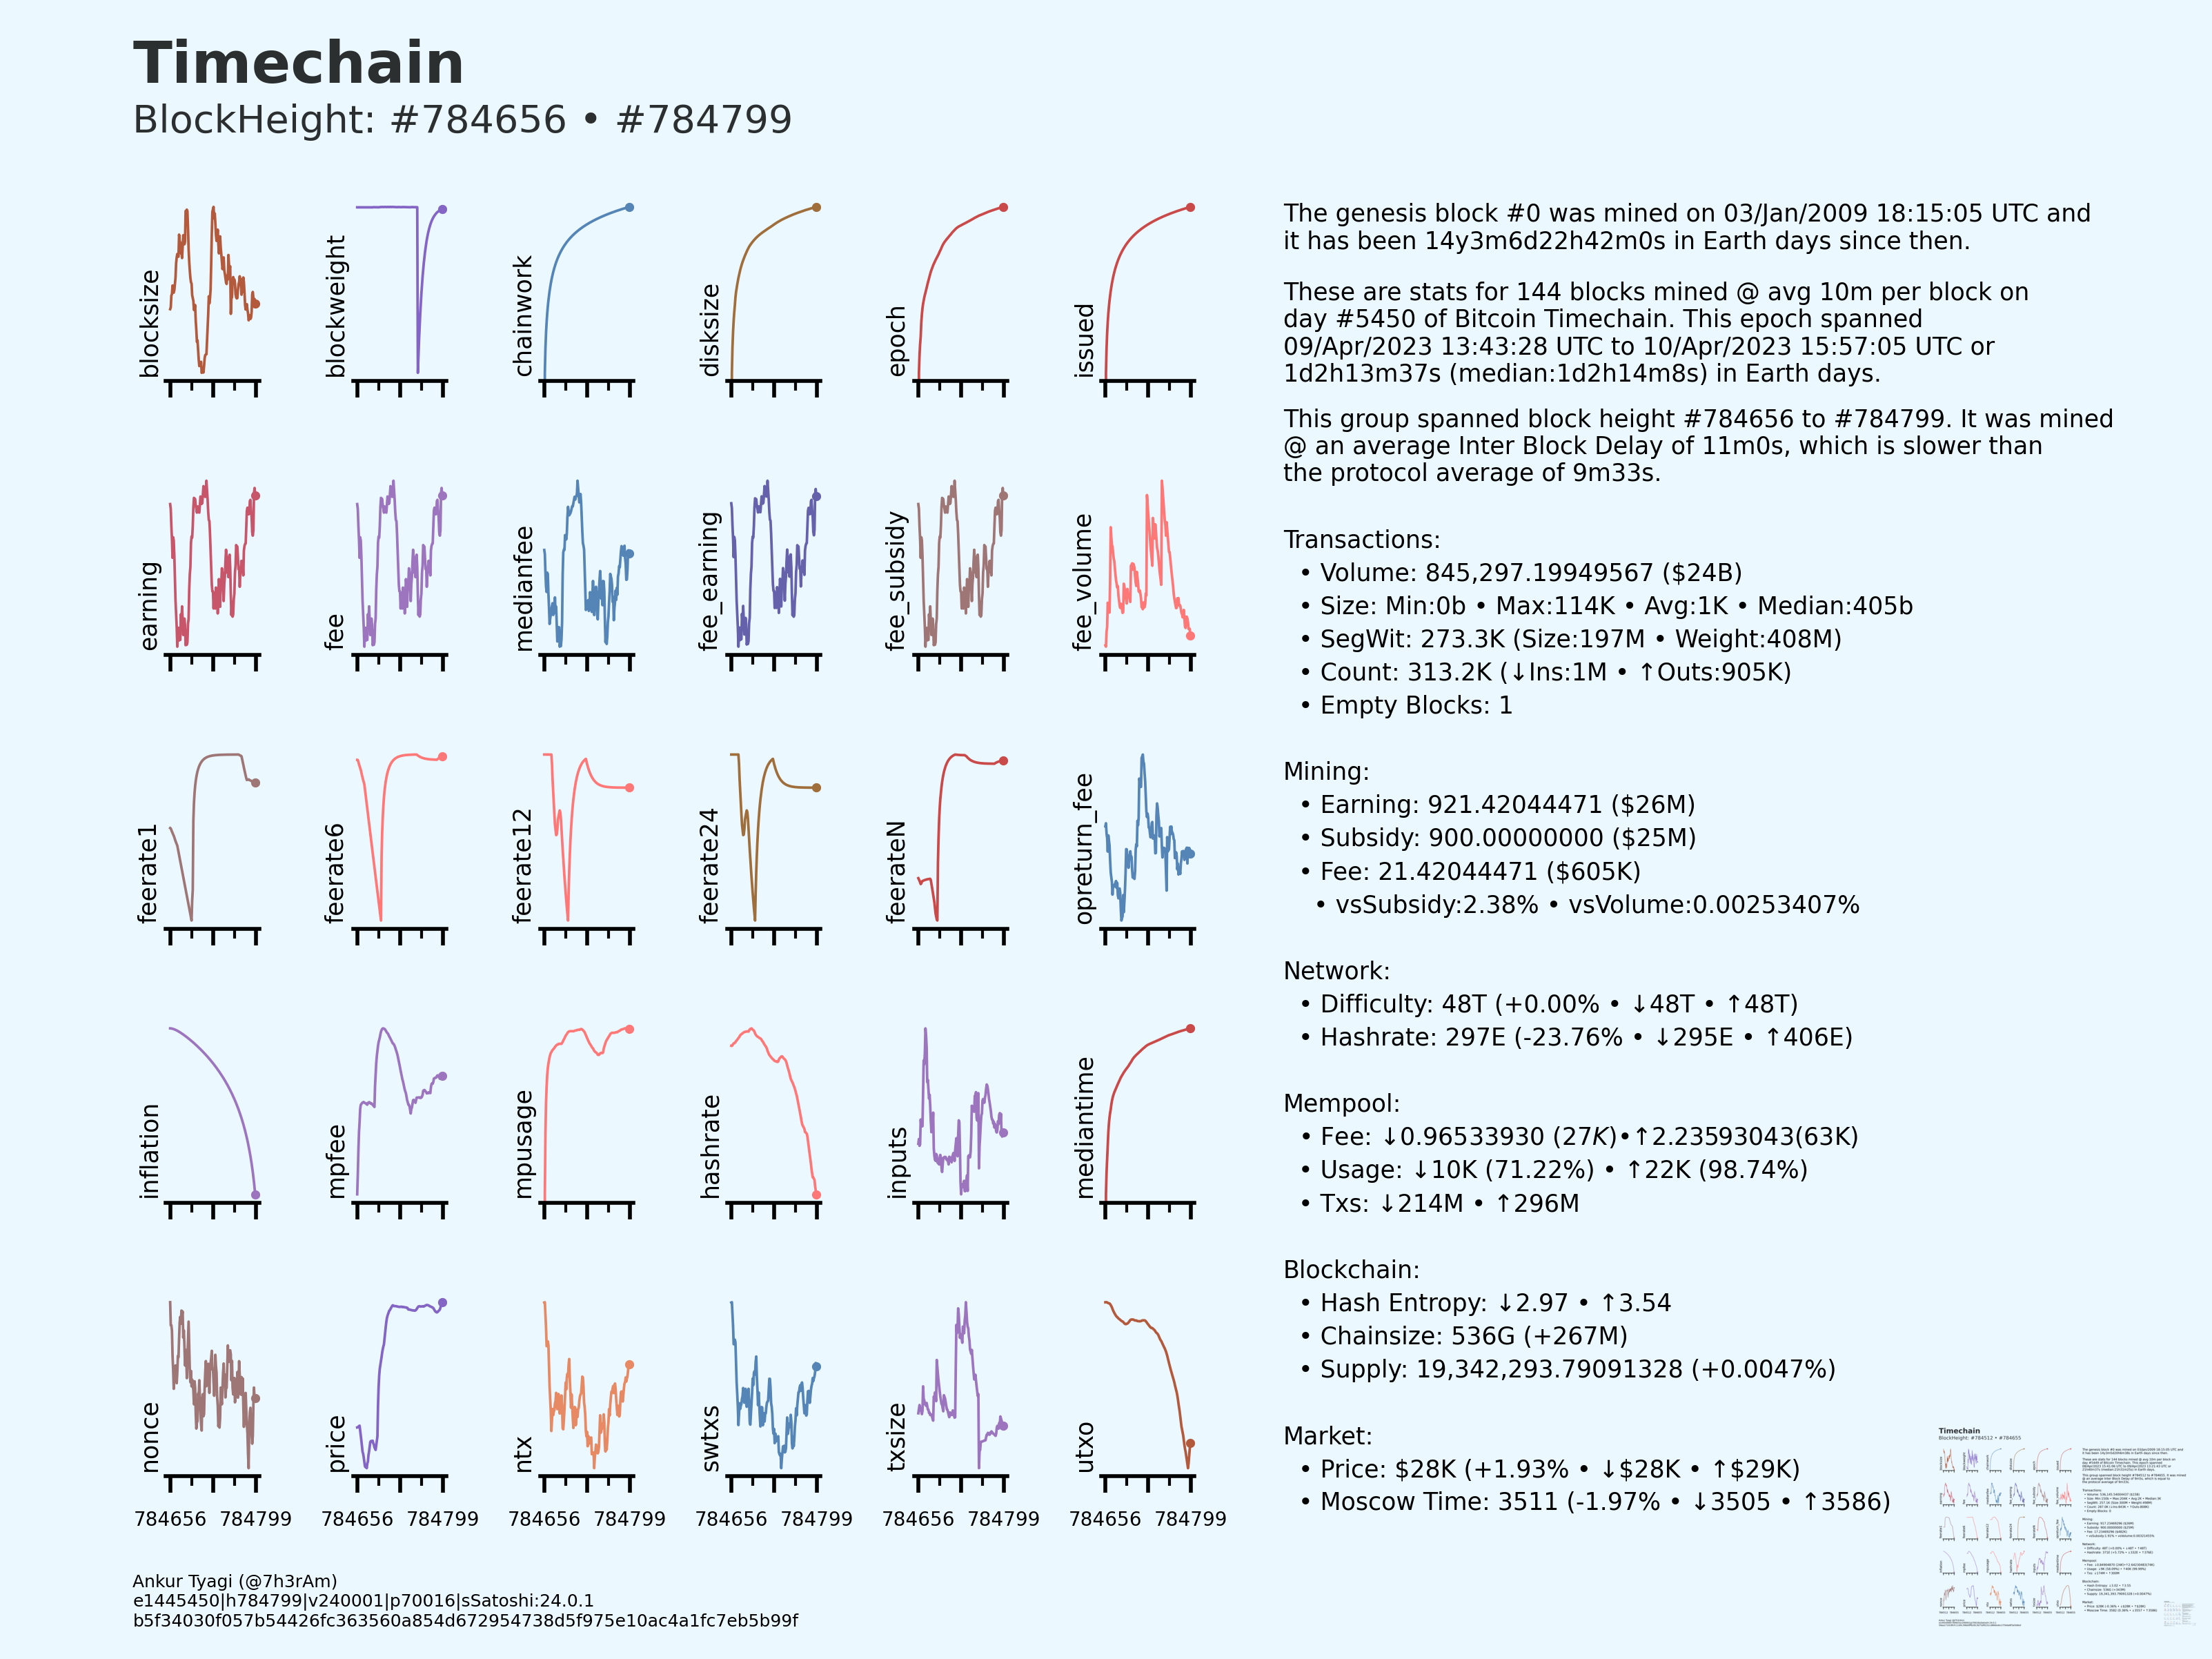 Timechain
BlockHeight: #784656 • #784799
blocksize
blockweight
chainwork
disksize
epoch
issued
earning
fee
medianfee
fee_earning
fee_subsidy
fee_volume
feerate1
feerate6
feerate12
feerate24
feerateN
opreturn_fee
inflation
mpfee
mpusage
hashrate
inputs
mediantime
nonce
price
ntx
swtxs
txsize
utxo
784656 784799 784656 784799 784656 784799 784656 784799 784656 784799 784656 784799
The genesis block #0 was mined on 03/Jan/2009 18:15:05 UTC and
it has been 14y3m6d22h42m0s in Earth days since then.
These are stats for 144 blocks mined @ avg 10m per block on
day #5450 of Bitcoin Timechain. This epoch spanned
09/Apr/2023 13:43:28 UTC to 10/Apr/2023 15:57:05 UTC or
1d2h13m37s (median:1d2h14m8s) in Earth days.
This group spanned block height #784656 to #784799. It was mined
@ an average Inter Block Delay of 11m0s, which is slower than
the protocol average of 9m33s.
Transactions:
• Volume: 845,297.19949567 ($24B)
• Size: Min:0b • Max:114K • Avg:1K • Median:405b
• SegWit: 273.3K (Size:197M • Weight:408M)
• Count: 313.2K (↓Ins:1M • ↑Outs:905K)
• Empty Blocks: 1
Mining:
• Earning: 921.42044471 ($26M)
• Subsidy: 900.00000000 ($25M)
• Fee: 21.42044471 ($605K)
• vsSubsidy:2.38% • vsVolume:0.00253407%
Network:
• Difficulty: 48T (+0.00% • ↓48T • ↑48T)
• Hashrate: 297E (-23.76% • ↓295E • ↑406E)
Mempool:
• Fee: ↓0.96533930 (27K)•↑2.23593043(63K)
• Usage: ↓10K (71.22%) • ↑22K (98.74%)
• Txs: ↓214M • ↑296M
Blockchain:
• Hash Entropy: ↓2.97 • ↑3.54
• Chainsize: 536G (+267M)
• Supply: 19,342,293.79091328 (+0.0047%)
Market:
• Price: $28K (+1.93% • ↓$28K • ↑$29K)
• Moscow Time: 3511 (-1.97% • ↓3505 • ↑3586)
Ankur Tyagi (@7h3rAm)
e1445450|h784799|v240001|p70016|sSatoshi:24.0.1
b5f34030f057b54426fc363560a854d672954738d5f975e10ac4a1fc7eb5b99f
Timechain
BlockHeight: #784512 • #784655